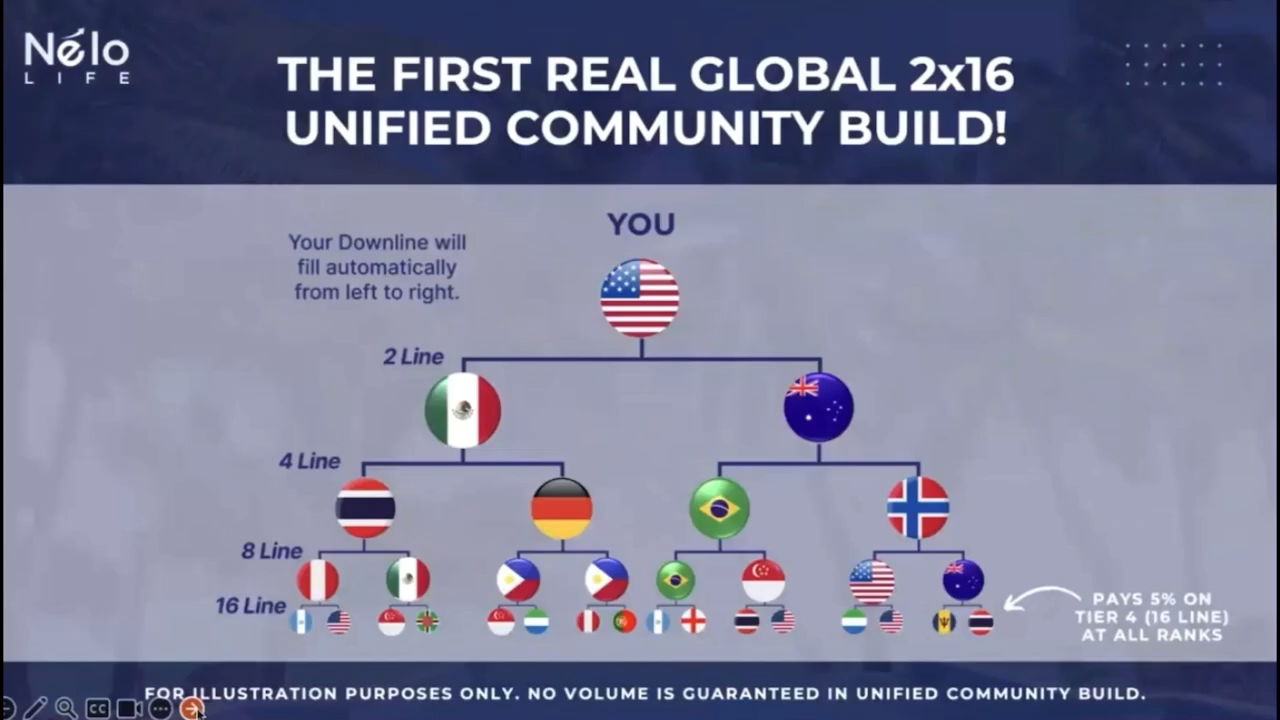 Nélo
LIFE
THE FIRST REAL GLOBAL 2x16
UNIFIED COMMUNITY BUILD!
YOU
Your Downline will
fill automatically
from left to right.
2 Line
4 Line
8 Line
16 Line
PAYS 5% ON
TIER 4 (16 LINE)
AT ALL RANKS
FOR ILLUSTRATION PURPOSES ONLY. NO VOLUME IS GUARANTEED IN UNIFIED COMMUNITY BUILD.
CC